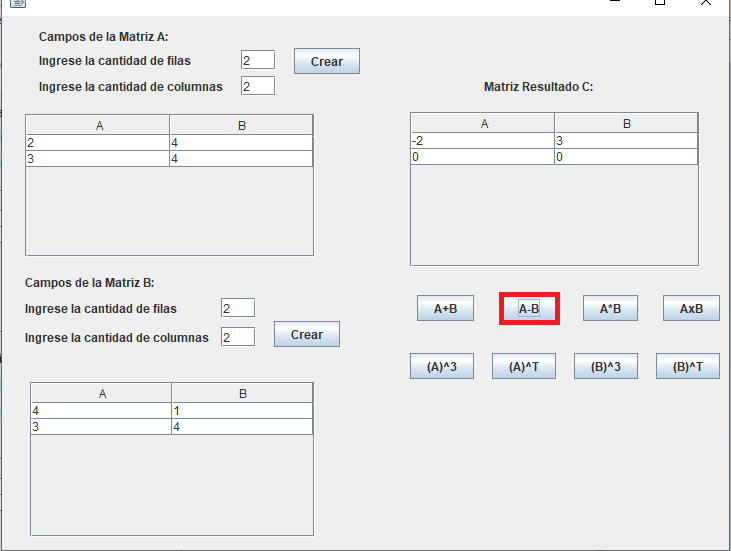 Campos de la Matriz A:
Ingrese la cantidad de filas 2 Crear
Ingrese la cantidad de columnas 2
A B
2 4
3 4
Campos de la Matriz B:
Ingrese la cantidad de filas 2
Ingrese la cantidad de columnas 2 Crear
A B
4 1
3 4
Matriz Resultado C:
A B
-2 3
0 0
A+B A-B A*B AxB
(A)^3 (A)^T (B)^3 (B)^T